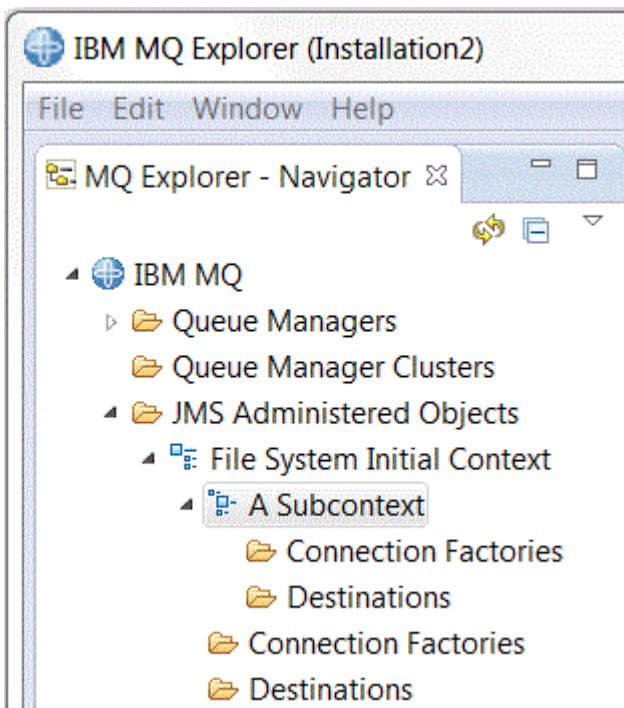 IBM MQ Explorer (Installation2)
File Edit Window Help
MQ Explorer - Navigator
IBM MQ
Queue Managers
Queue Manager Clusters
JMS Administered Objects
File System Initial Context
A Subcontext
Connection Factories
Destinations
Connection Factories
Destinations